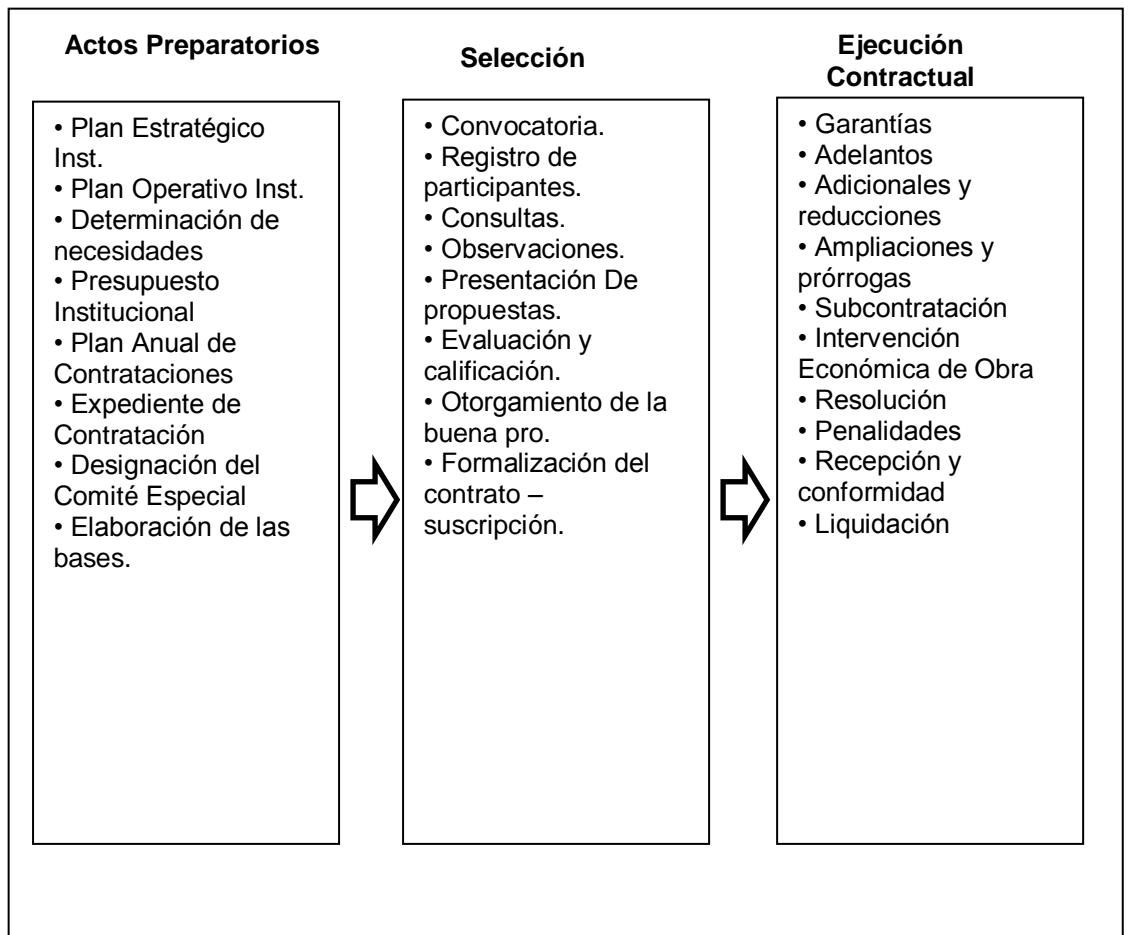 Actos Preparatorios
• Plan Estratégico
Inst.
• Plan Operativo Inst.
• Determinación de
necesidades
• Presupuesto
Institucional
• Plan Anual de
Contrataciones
• Expediente de
Contratación
• Designación del
Comité Especial
• Elaboración de las
bases.
Selección
• Convocatoria.
• Registro de
participantes.
• Consultas.
• Observaciones.
• Presentación De
propuestas.
• Evaluación y
calificación.
• Otorgamiento de la
buena pro.
• Formalización del
contrato –
suscripción.
Ejecución
Contractual
• Garantías
• Adelantos
• Adicionales y
reducciones
• Ampliaciones y
prórrogas
• Subcontratación
• Intervención
Económica de Obra
• Resolución
• Penalidades
• Recepción y
conformidad
• Liquidación